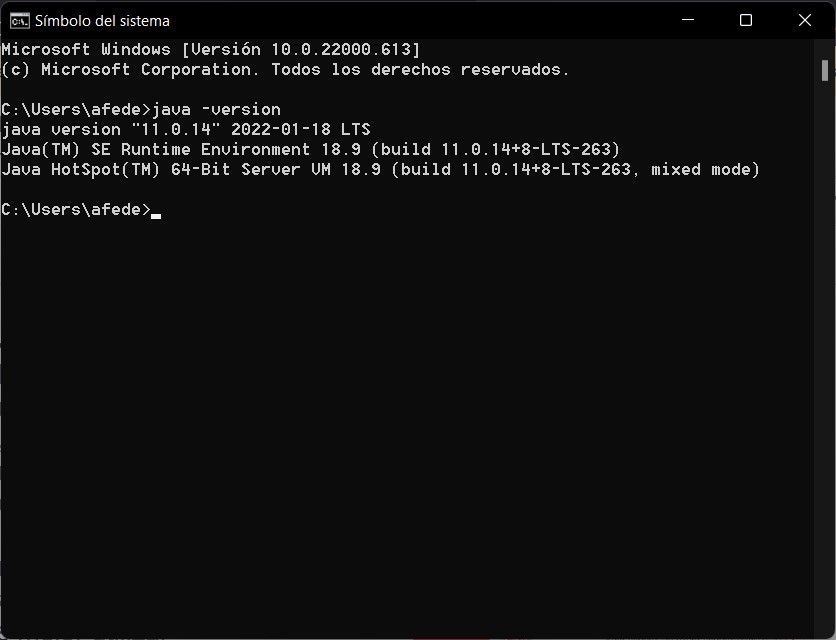 Símbolo del sistema
Microsoft Windows [Versión 10.0.22000.613]
(c) Microsoft Corporation. Todos los derechos reservados.
C:\Users\afede>java -version
java version "11.0.14" 2022-01-18 LTS
Java(TM) SE Runtime Environment 18.9 (build 11.0.14+8-LTS-263)
Java HotSpot(TM) 64-Bit Server VM 18.9 (build 11.0.14+8-LTS-263, mixed mode)
C:\Users\afede>